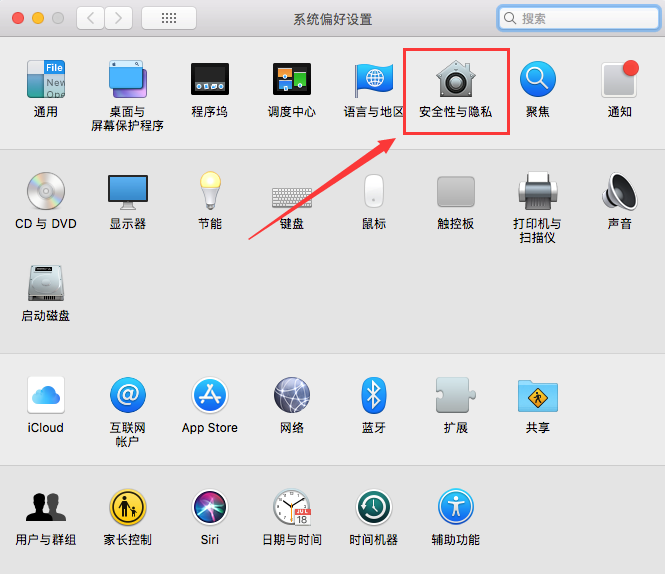 系统偏好设置
搜索
File
New
Ope
通用
桌面与
屏幕保护程序
程序坞
调度中心
语言与地区
安全性与隐私
聚焦
通知
CD 与 DVD
显示器
节能
键盘
鼠标
触控板
打印机与
扫描仪
声音
启动磁盘
iCloud
@
互联网
帐户
App Store
网络
蓝牙
扩展
共享
用户与群组
家长控制
Siri
JUL
18
日期与时间
时间机器
辅助功能